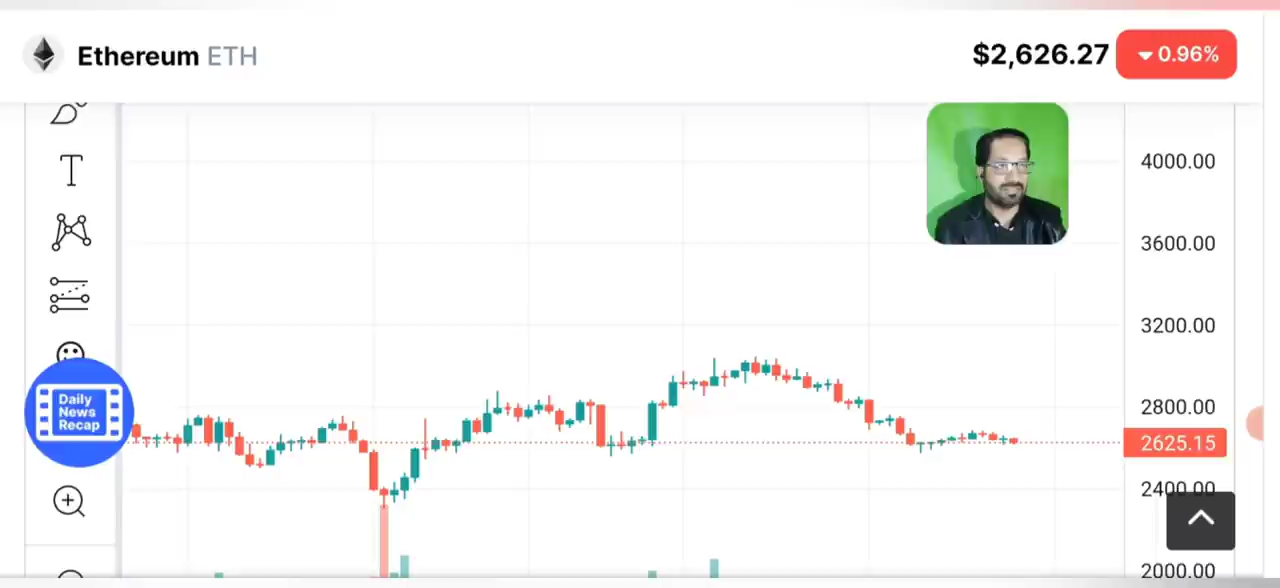 Ethereum ETH
$2,626.27
0.96%
T
4000.00
3600.00
3200.00
2800.00
2625.15
2400.00
2000.00
Daily
News
Recap